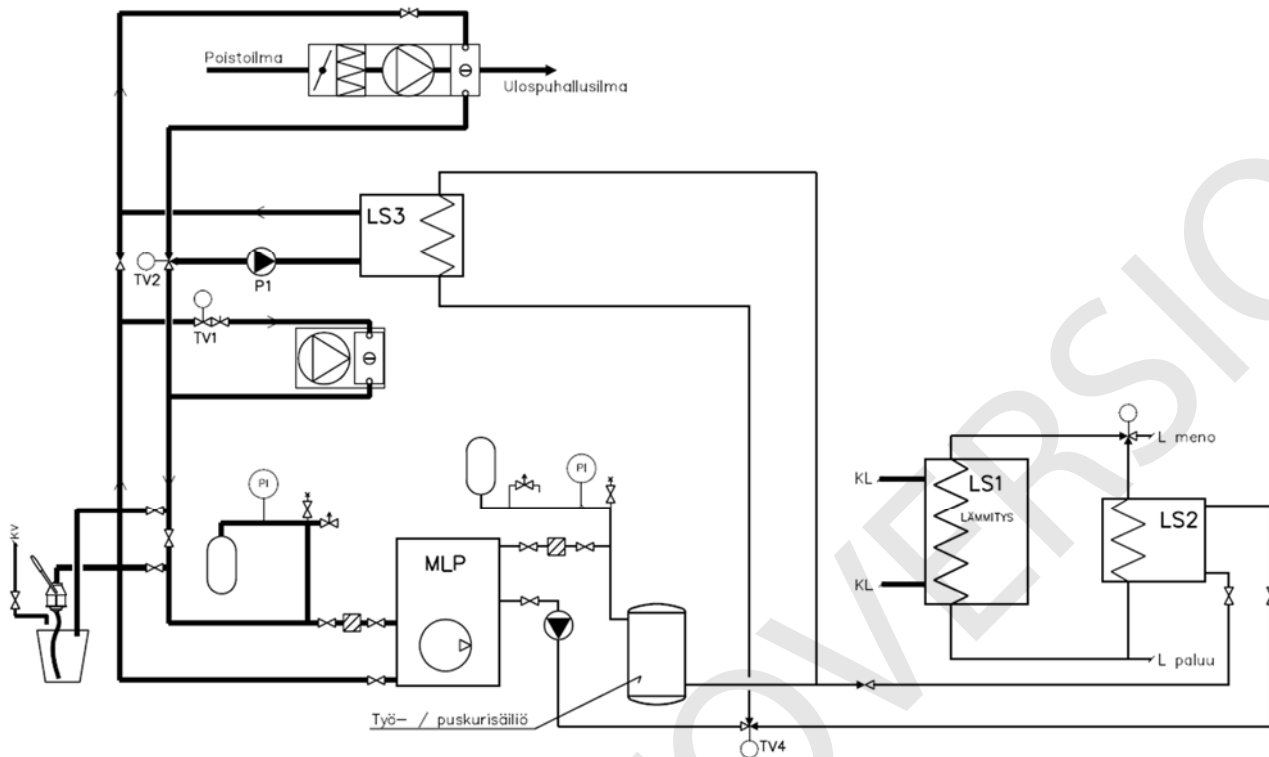 Poistoilma
Ulospuhallusilma
LS3
TV2
P1
TV1
L meno
KL
LS1
LÄMMITYS
LS2
PI
PI
KV
MLP
KL
L paluu
Työ- / puskurisäiliö
TV4
OVERSIO